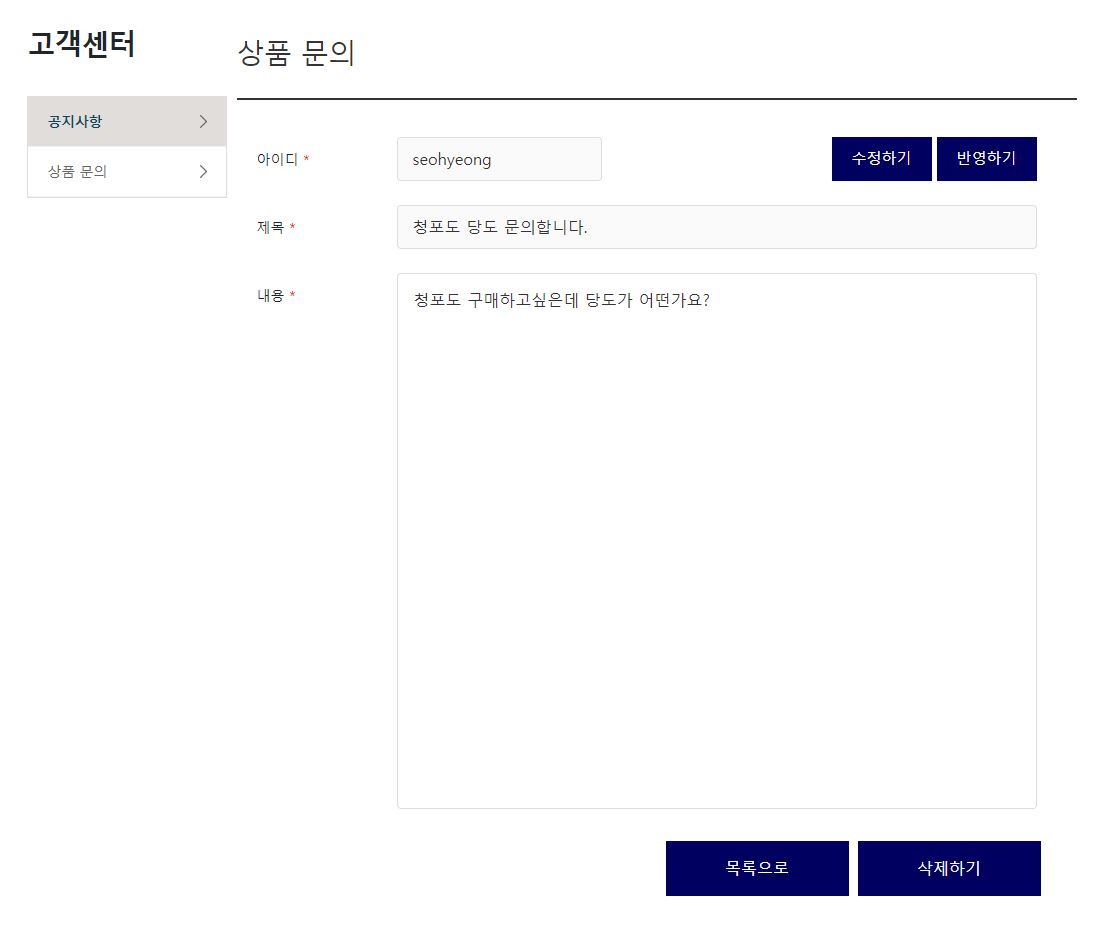 고객센터
공지사항
상품 문의
상품 문의
아이디 *
seohyeong
수정하기
반영하기
제목 *
청포도 당도 문의합니다.
내용 *
청포도 구매하고싶은데 당도가 어떤가요?
목록으로
삭제하기